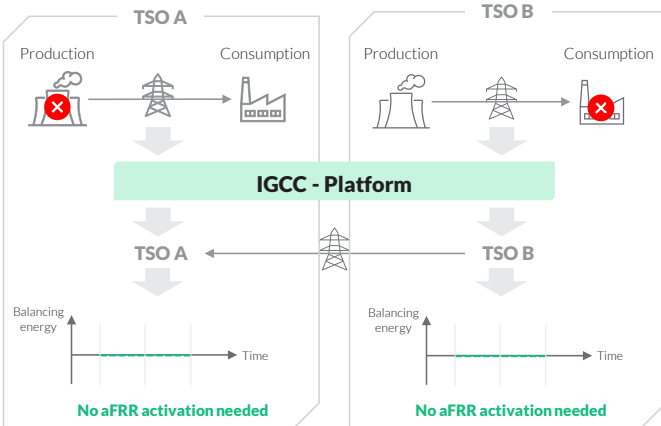 TSO A
TSO B
Production
Consumption
Production
Consumption
IGCC - Platform
TSO A
TSO B
Balancing
energy
Time
Balancing
energy
Time
No aFRR activation needed
No aFRR activation needed